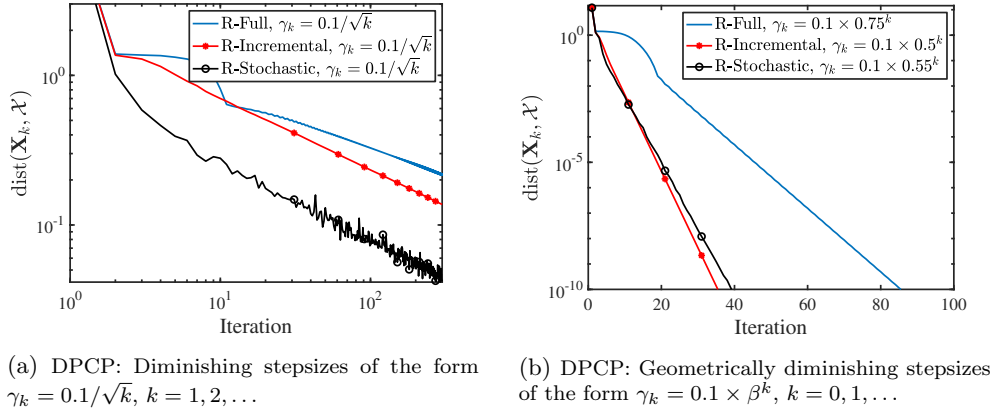 R-Full, γ_k = 0.1/√k
R-Incremental, γ_k = 0.1/√k
R-Stochastic, γ_k = 0.1/√k
10^0
10^-1
dist(X_k, 𝒳)
10^0
10^1
10^2
Iteration
(a) DPCP: Diminishing stepsizes of the form
γ_k = 0.1/√k, k = 1, 2, . . .
R-Full, γ_k = 0.1 × 0.75^k
R-Incremental, γ_k = 0.1 × 0.5^k
R-Stochastic, γ_k = 0.1 × 0.55^k
10^0
10^-5
10^-10
dist(X_k, 𝒳)
0
20
40
60
80
100
Iteration
(b) DPCP: Geometrically diminishing stepsizes
of the form γ_k = 0.1 × β^k, k = 0, 1, . . .